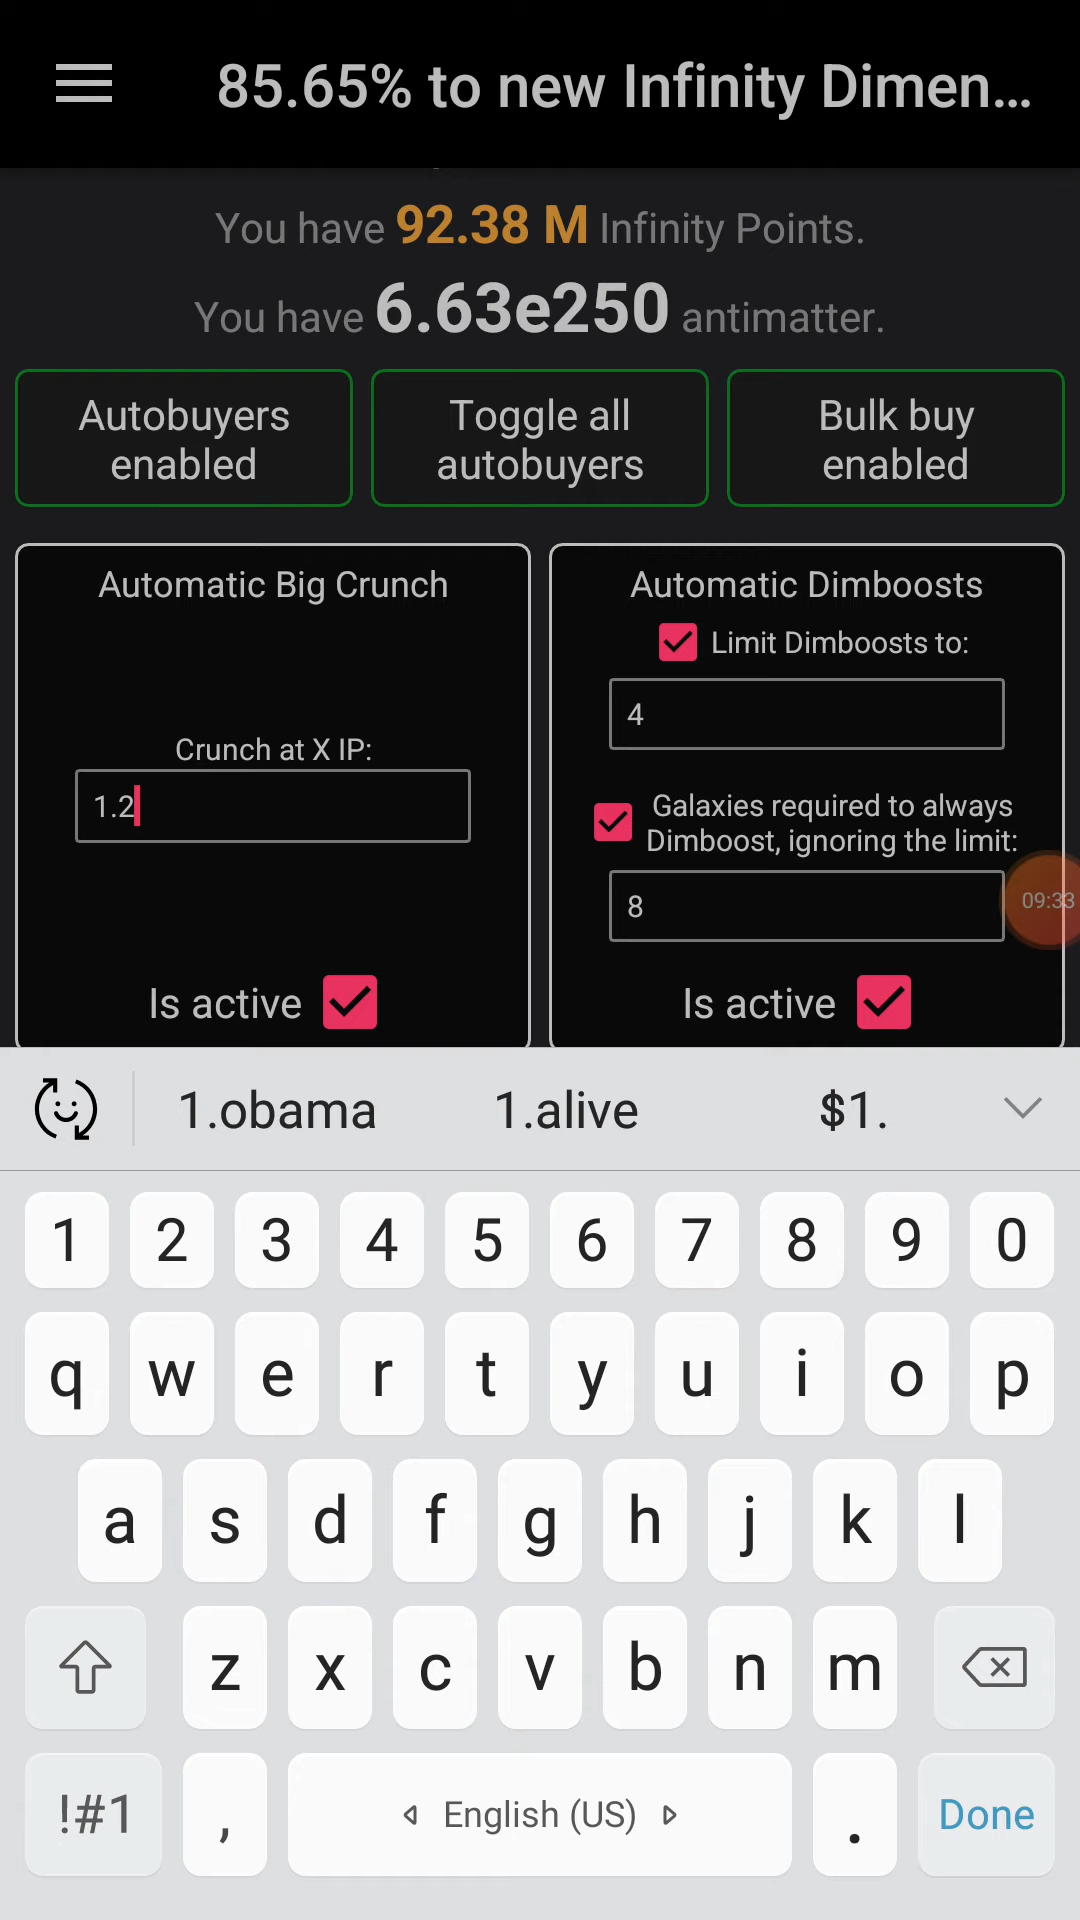 85.65% to new Infinity Dimen...
You have 92.38 M Infinity Points.
You have 6.63e250 antimatter.
Autobuyers enabled
Toggle all autobuyers
Bulk buy enabled
Automatic Big Crunch
Crunch at X IP:
1.2
Is active
Automatic Dimboosts
Limit Dimboosts to:
4
Galaxies required to always
Dimboost, ignoring the limit:
8
09:33
Is active
1.obama 1.alive $1.
1 2 3 4 5 6 7 8 9 0
q w e r t y u i o p
a s d f g h j k l
z x c v b n m
!#1 , English (US) . Done